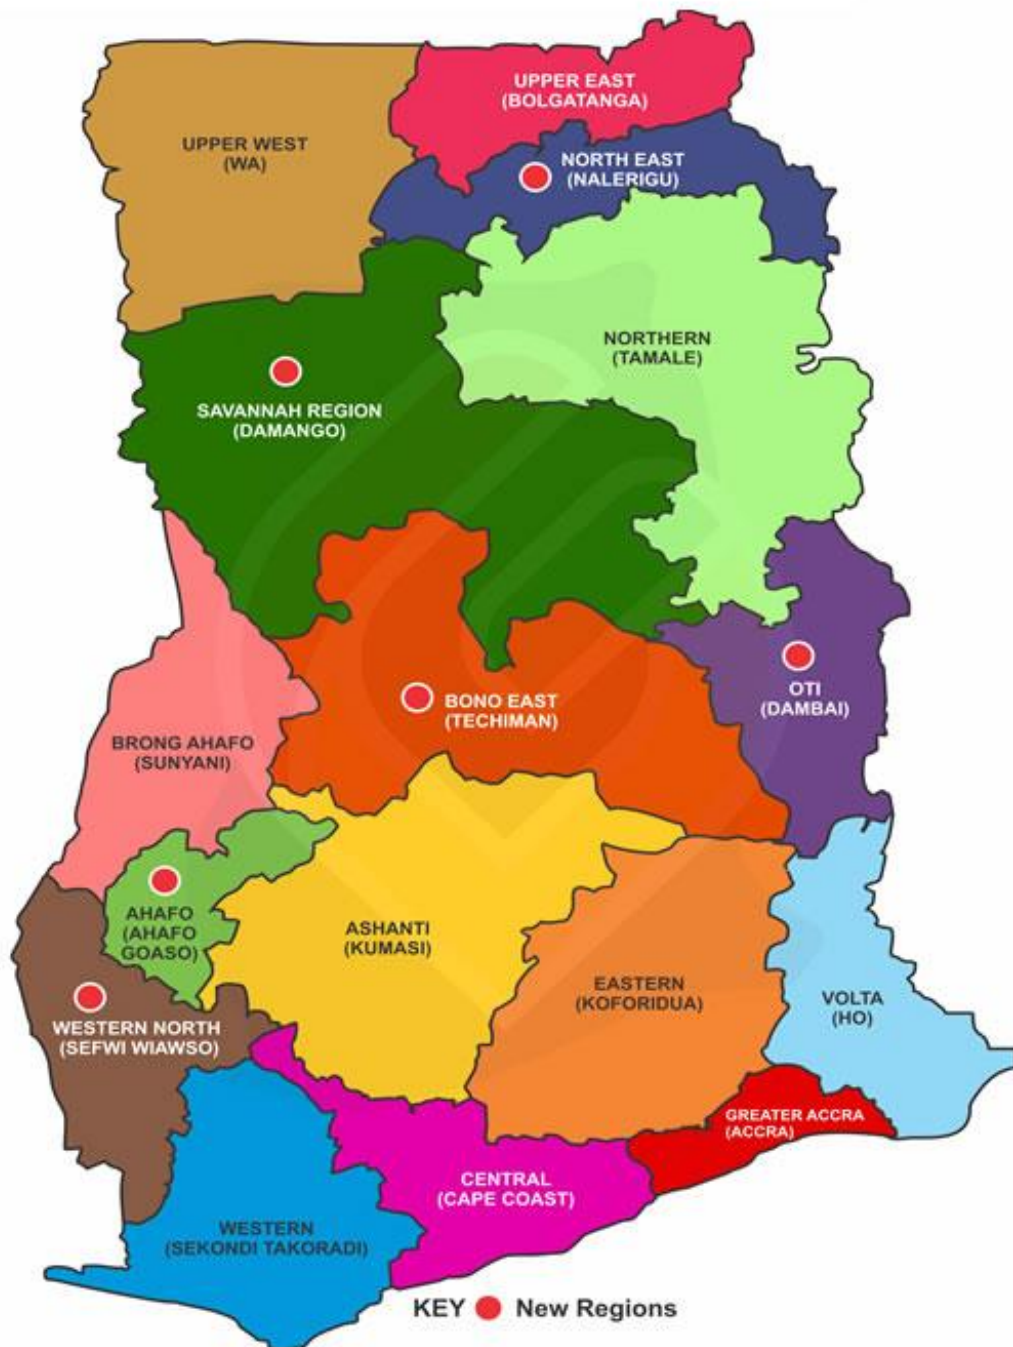 UPPER EAST
(BOLGATANGA)
UPPER WEST
(WA)
NORTH EAST
(NALERIGU)
NORTHERN
(TAMALE)
SAVANNAH REGION
(DAMANGO)
OTI
(DAMBAI)
BONO EAST
(TECHIMAN)
BRONG AHAFO
(SUNYANI)
AHAFO
(AHAFO
GOASO)
ASHANTI
(KUMASI)
EASTERN
(KOFORIDUA)
VOLTA
(HO)
WESTERN NORTH
(SEFWI WIAWSO)
GREATER ACCRA
(ACCRA)
CENTRAL
(CAPE COAST)
WESTERN
(SEKONDI TAKORADI)
KEY New Regions